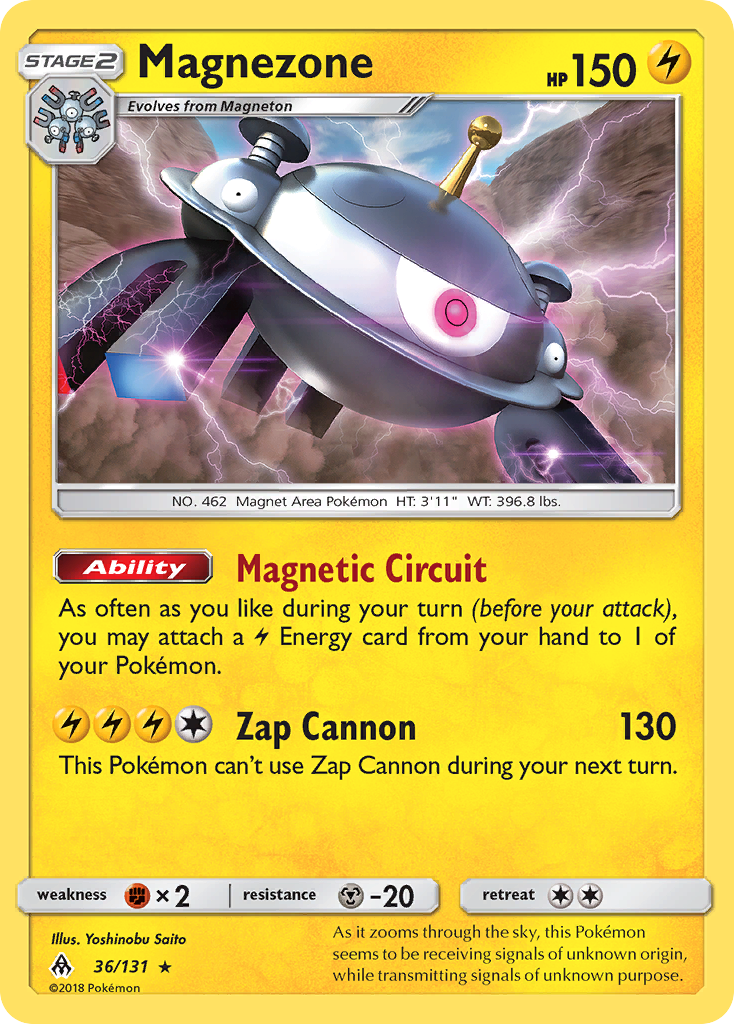 STAGE2
Magnezone
HP 150
Evolves from Magneton
NO. 462 Magnet Area Pokémon HT: 3'11" WT: 396.8 lbs.
Ability Magnetic Circuit
As often as you like during your turn (before your attack),
you may attach a Energy card from your hand to 1 of
your Pokémon.
Zap Cannon 130
This Pokémon can't use Zap Cannon during your next turn.
weakness ×2 resistance -20 retreat
Illus. Yoshinobu Saito
36/131 ★
©2018 Pokémon
As it zooms through the sky, this Pokémon
seems to be receiving signals of unknown origin,
while transmitting signals of unknown purpose.